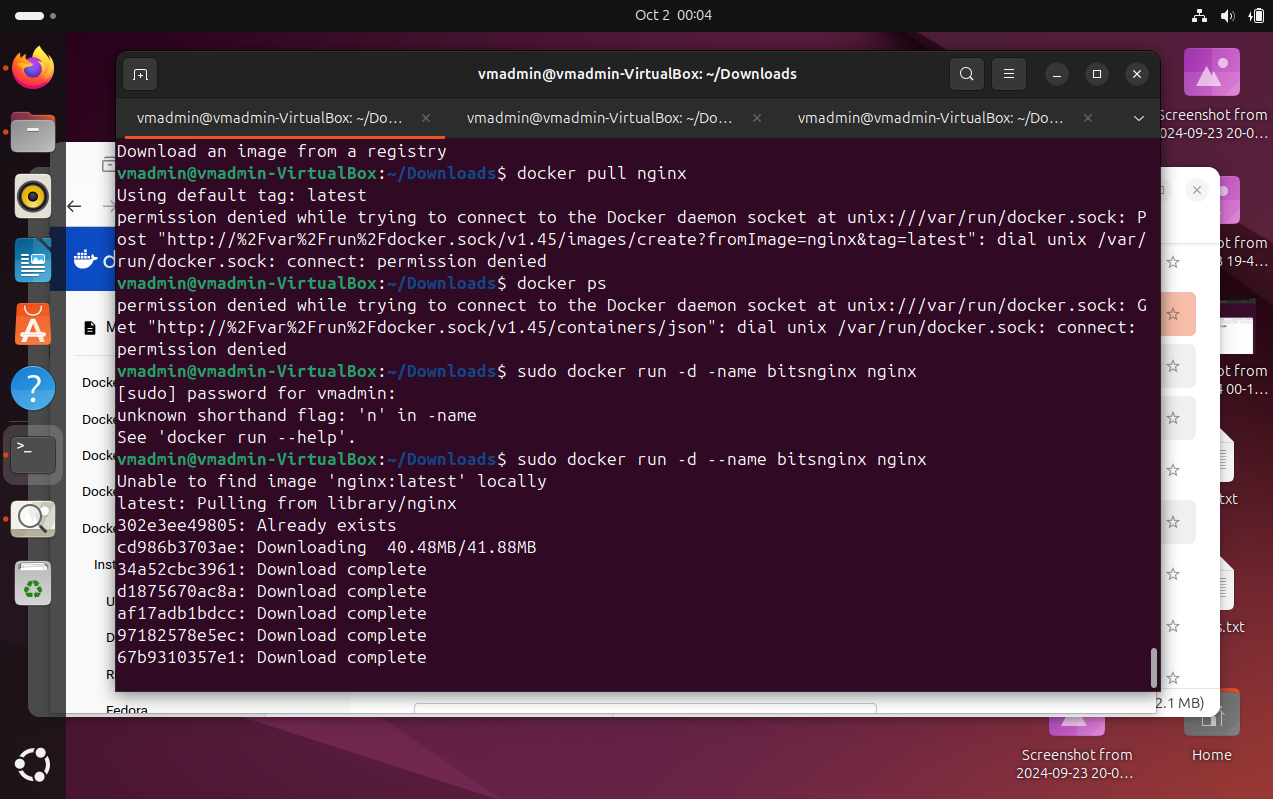 Oct 2 00:04
vmadmin@vmadmin-VirtualBox: ~/Downloads
vmadmin@vmadmin-VirtualBox: ~/Do…
vmadmin@vmadmin-VirtualBox: ~/Do…
vmadmin@vmadmin-VirtualBox: ~/Do…
Download an image from a registry
vmadmin@vmadmin-VirtualBox:~/Downloads$ docker pull nginx
Using default tag: latest
permission denied while trying to connect to the Docker daemon socket at unix:///var/run/docker.sock: P
ost "http://%2Fvar%2Frun%2Fdocker.sock/v1.45/images/create?fromImage=nginx&tag=latest": dial unix /var/
run/docker.sock: connect: permission denied
vmadmin@vmadmin-VirtualBox:~/Downloads$ docker ps
permission denied while trying to connect to the Docker daemon socket at unix:///var/run/docker.sock: G
et "http://%2Fvar%2Frun%2Fdocker.sock/v1.45/containers/json": dial unix /var/run/docker.sock: connect:
permission denied
vmadmin@vmadmin-VirtualBox:~/Downloads$ sudo docker run -d -name bitsnginx nginx
[sudo] password for vmadmin:
unknown shorthand flag: 'n' in -name
See 'docker run --help'.
vmadmin@vmadmin-VirtualBox:~/Downloads$ sudo docker run -d --name bitsnginx nginx
Unable to find image 'nginx:latest' locally
latest: Pulling from library/nginx
302e3ee49805: Already exists
cd986b3703ae: Downloading  40.48MB/41.88MB
34a52cbc3961: Download complete
d1875670ac8a: Download complete
af17adb1bdcc: Download complete
97182578e5ec: Download complete
67b9310357e1: Download complete
Docke
Docke
Docke
Docke
Docke
Inst
Fedora
Screenshot from
2024-09-23 20-0…
ot from
3 19-4…
ot from
4 00-1…
.txt
s.txt
2.1 MB)
Screenshot from
2024-09-23 20-0…
Home